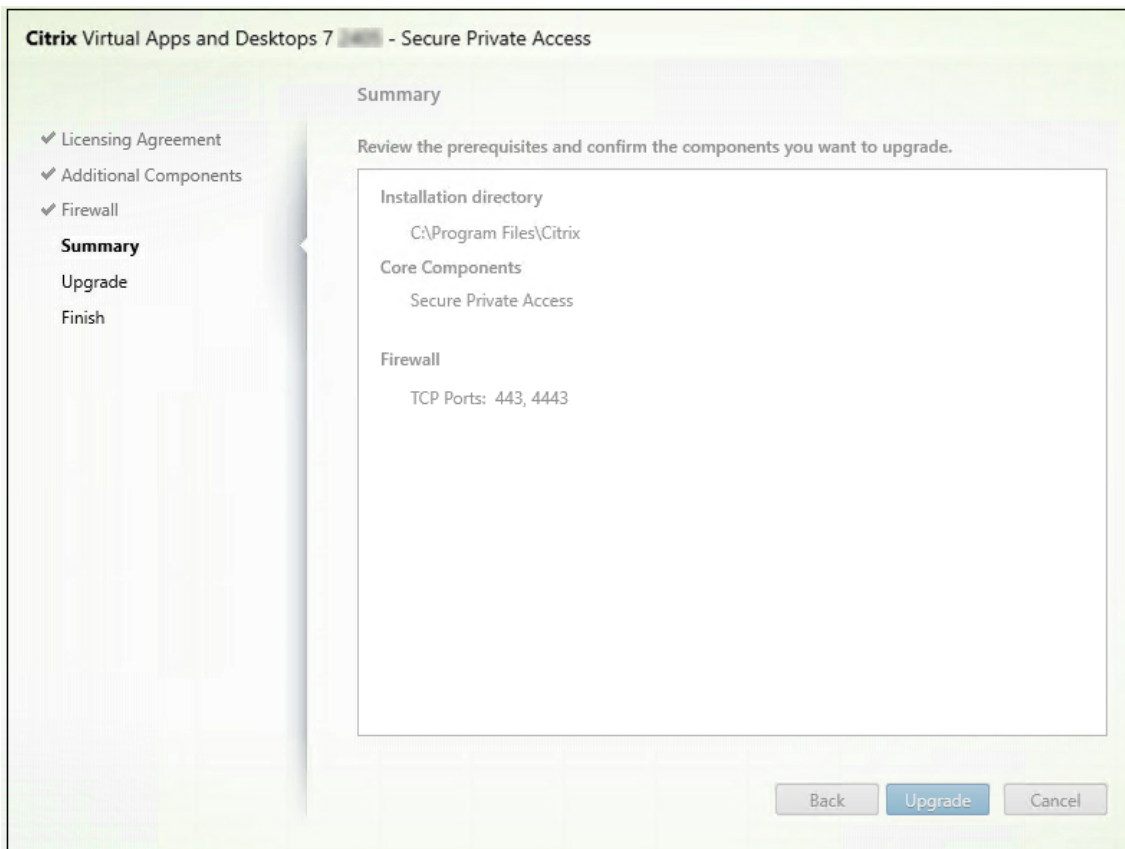 Citrix Virtual Apps and Desktops 7 - Secure Private Access
Summary
Licensing Agreement
Additional Components
Firewall
Summary
Upgrade
Finish
Review the prerequisites and confirm the components you want to upgrade.
Installation directory
C:\Program Files\Citrix
Core Components
Secure Private Access
Firewall
TCP Ports: 443, 4443
Back
Upgrade
Cancel